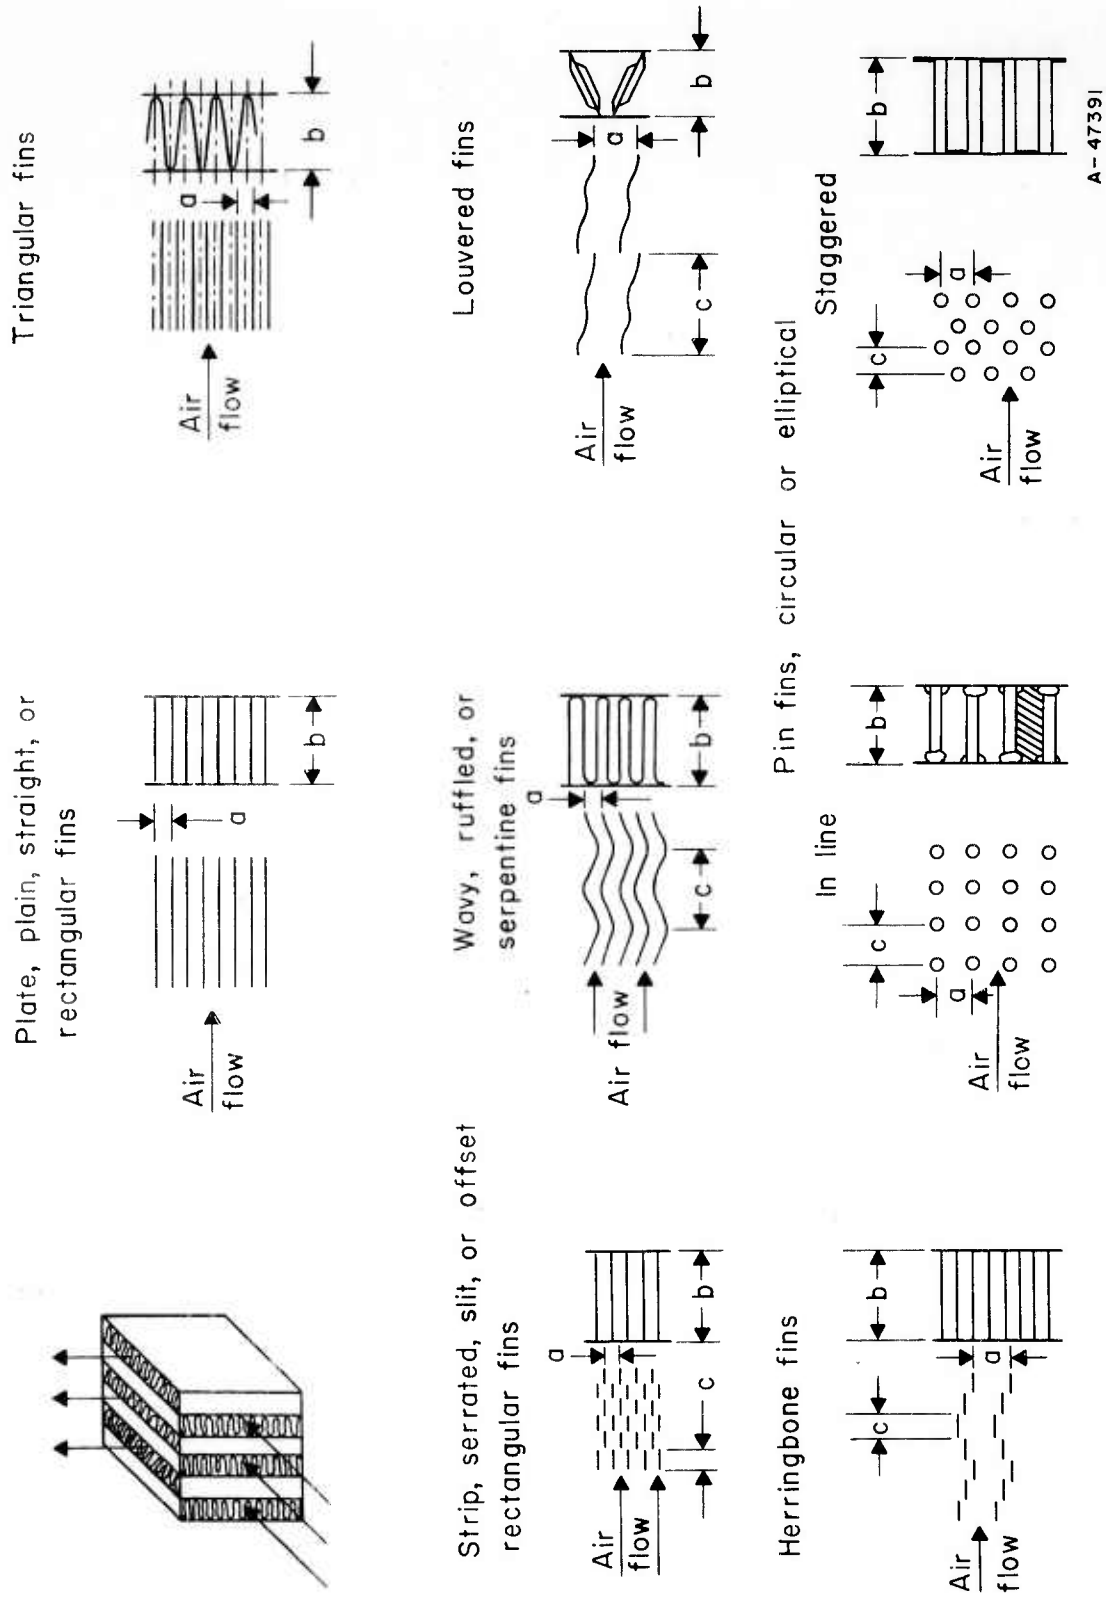 Plate, plain, straight, or
rectangular fins
Air
flow
a
b
Triangular fins
Air
flow
a
b
Strip, serrated, slit, or offset
rectangular fins
Air
flow
a
c
b
Wavy, ruffled, or
serpentine fins
Air flow
a
c
b
Louvered fins
Air
flow
c
a
b
Herringbone fins
Air
flow
c
a
b
Pin fins, circular or elliptical
In line
Air
flow
a
c
b
Staggered
Air
flow
c
a
b
A-47391